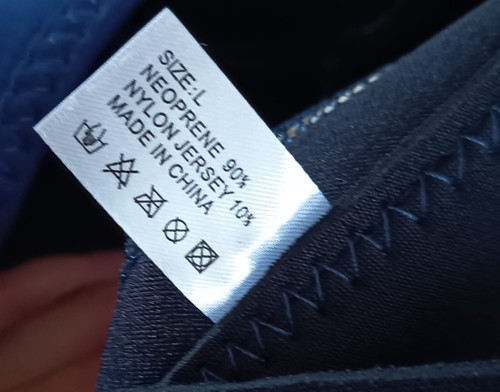 SIZE: L
NEOPRENE 90%
NYLON JERSEY 10%
MADE IN CHINA